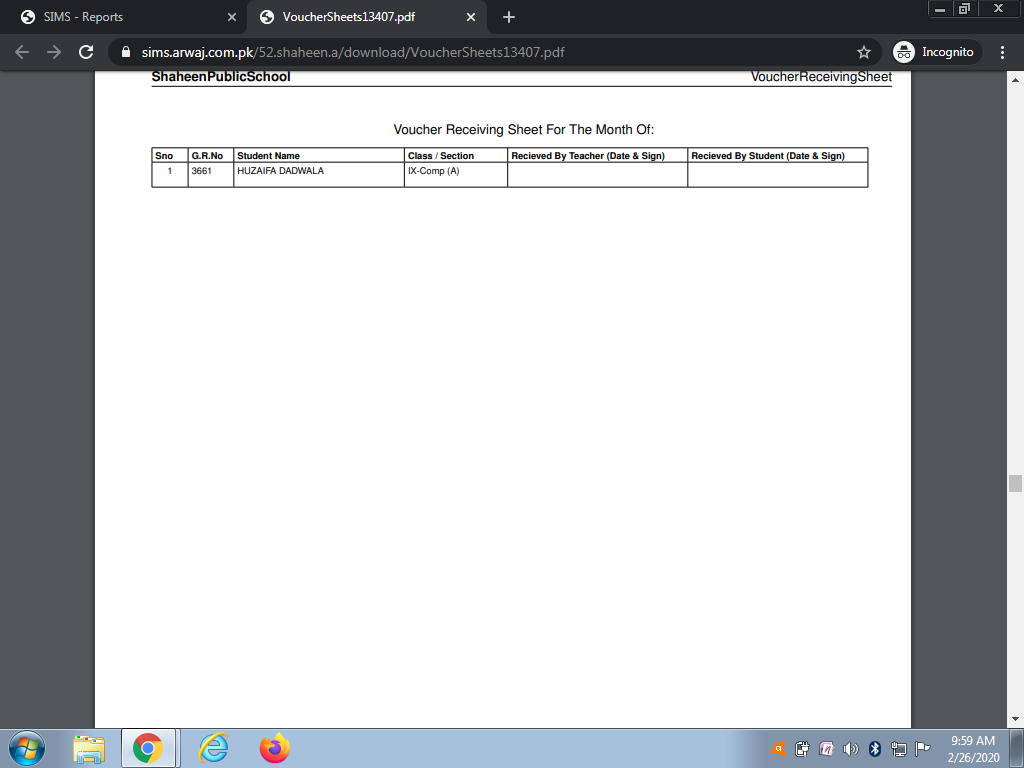 SIMS - Reports
VoucherSheets13407.pdf
sims.arwaj.com.pk/52.shaheen.a/download/VoucherSheets13407.pdf
Incognito
ShaheenPublicSchool VoucherReceivingSheet
Voucher Receiving Sheet For The Month Of:
Sno G.R.No Student Name Class / Section Recieved By Teacher (Date & Sign) Recieved By Student (Date & Sign)
1 3661 HUZAIFA DADWALA IX-Comp (A)
9:59 AM
2/26/2020